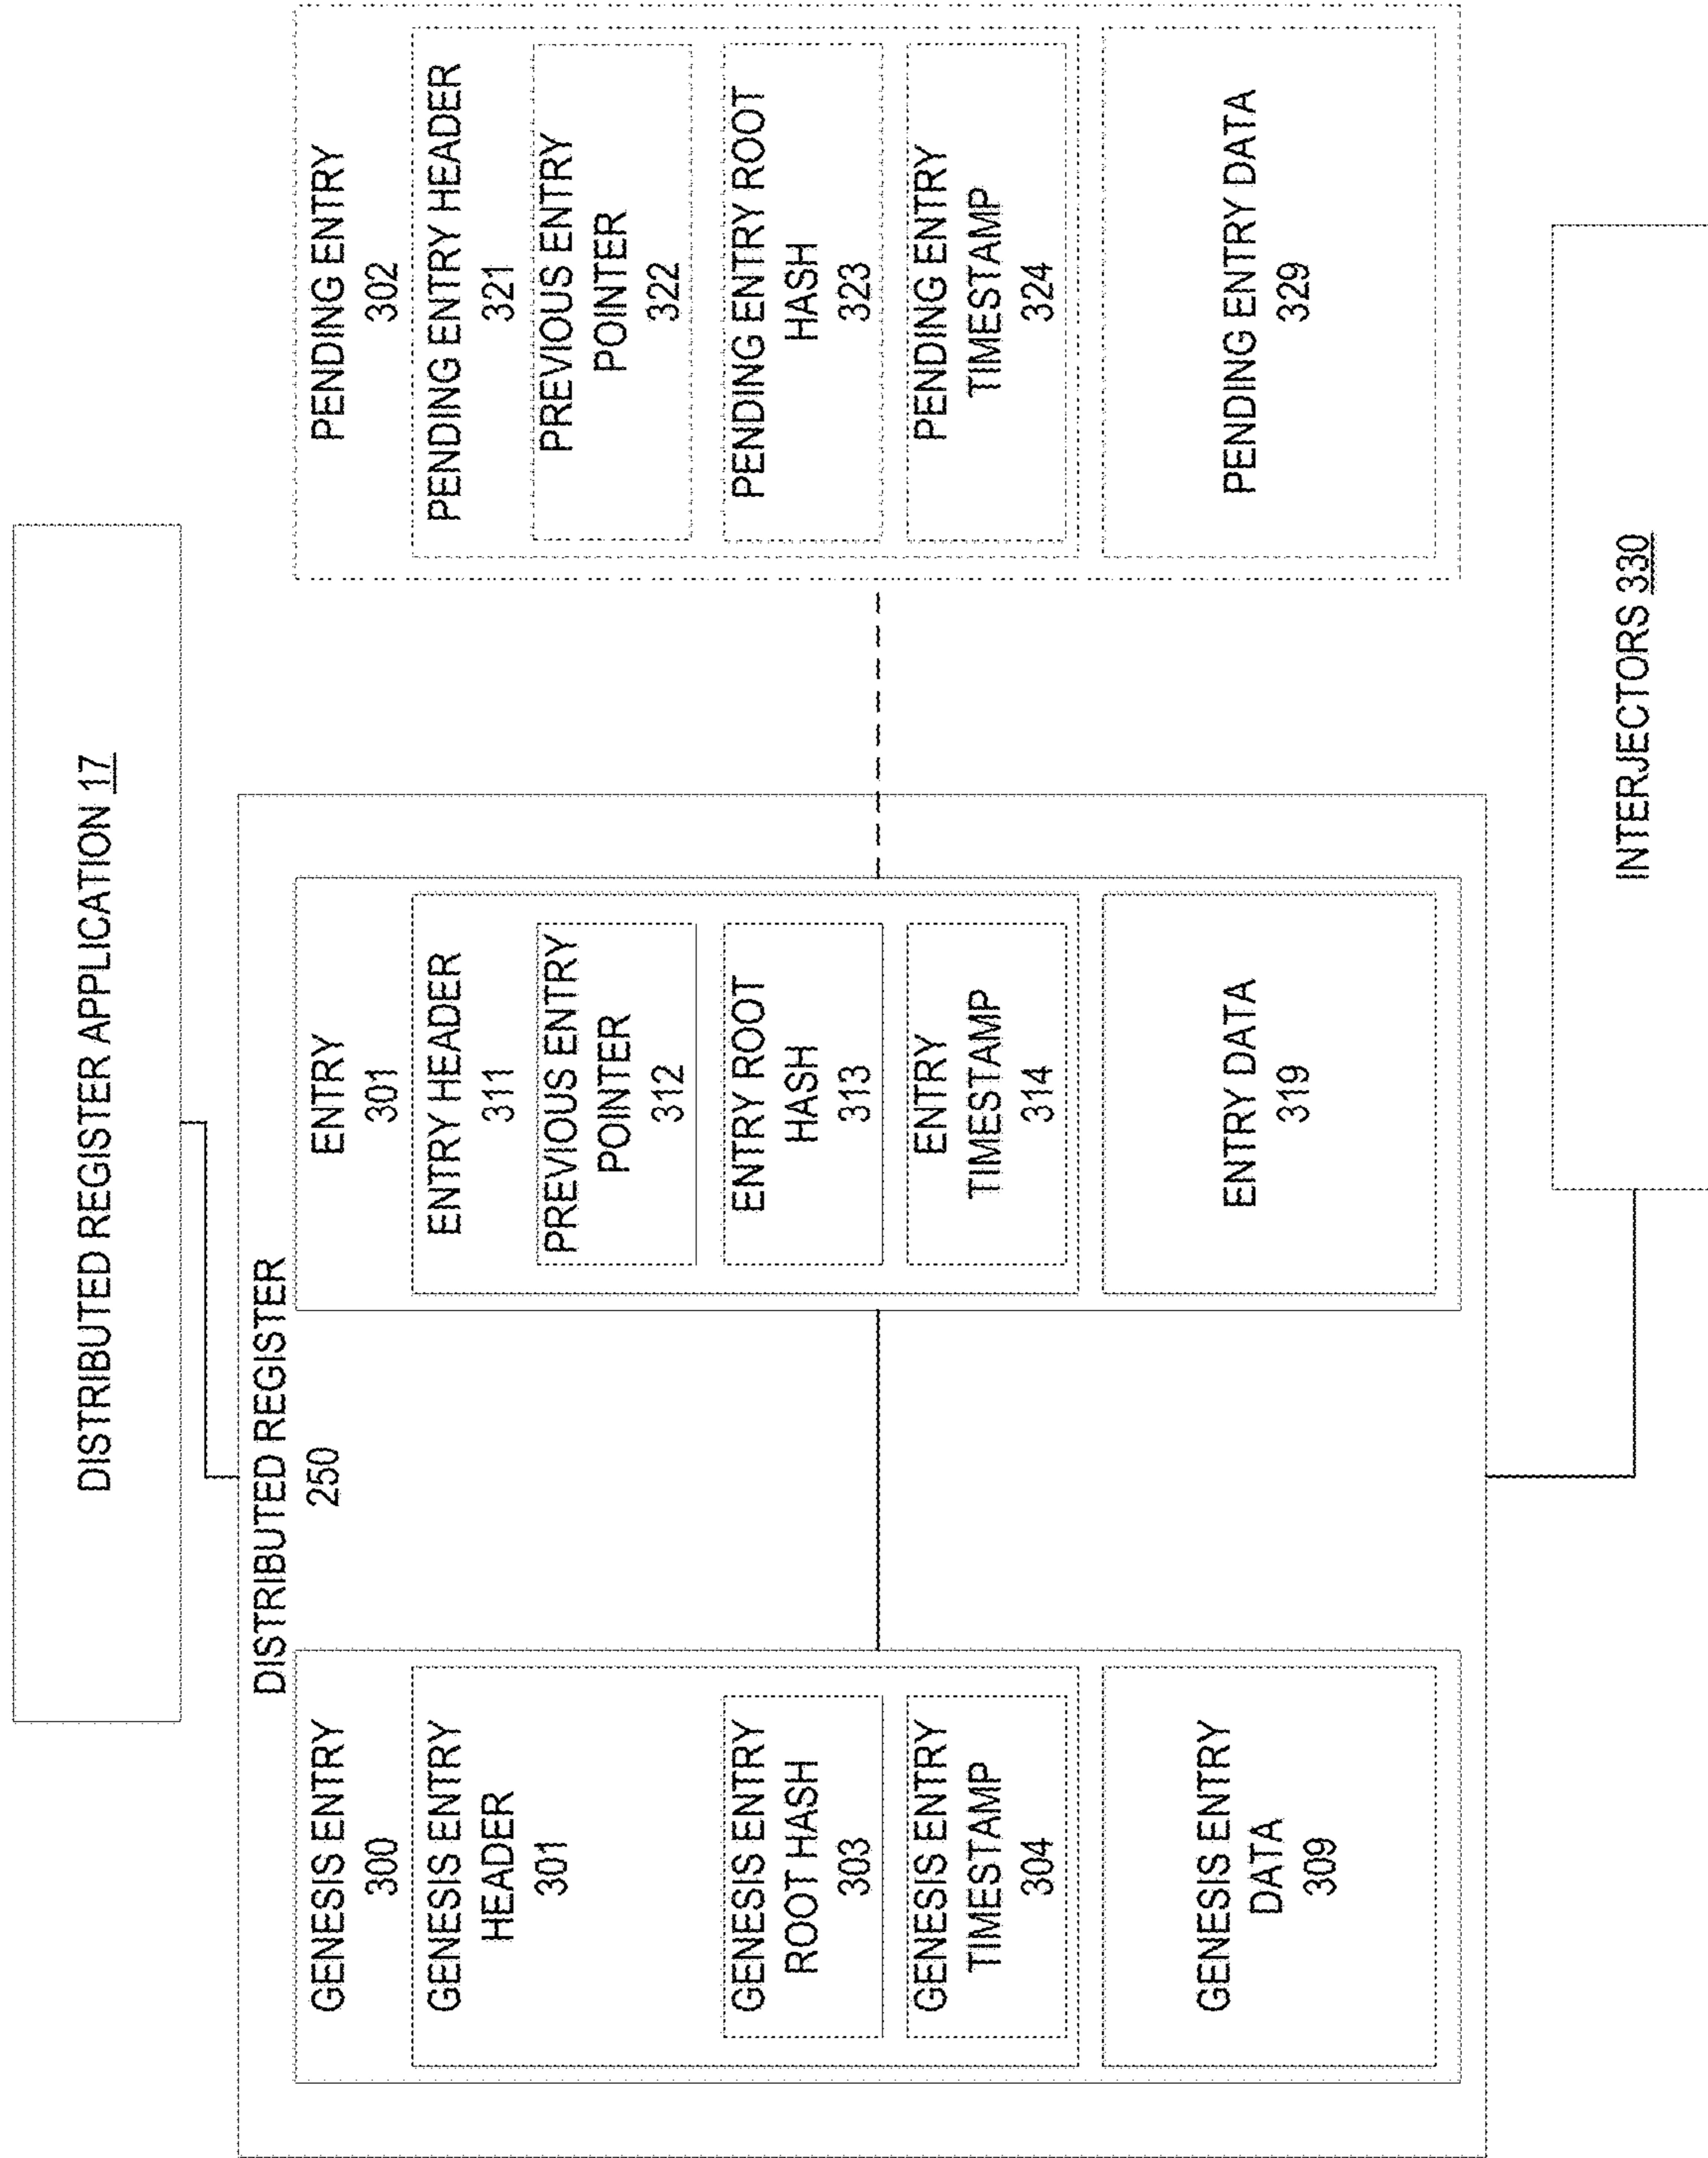 DISTRIBUTED REGISTER APPLICATION 17
DISTRIBUTED REGISTER
250
GENESIS ENTRY
300
GENESIS ENTRY
HEADER
301
GENESIS ENTRY
ROOT HASH
303
GENESIS ENTRY
TIMESTAMP
304
GENESIS ENTRY
DATA
309
ENTRY
301
ENTRY HEADER
311
PREVIOUS ENTRY
POINTER
312
ENTRY ROOT
HASH
313
ENTRY
TIMESTAMP
314
ENTRY DATA
319
PENDING ENTRY
302
PENDING ENTRY HEADER
321
PREVIOUS ENTRY
POINTER
322
PENDING ENTRY ROOT
HASH
323
PENDING ENTRY
TIMESTAMP
324
PENDING ENTRY DATA
329
INTERJECTORS 330